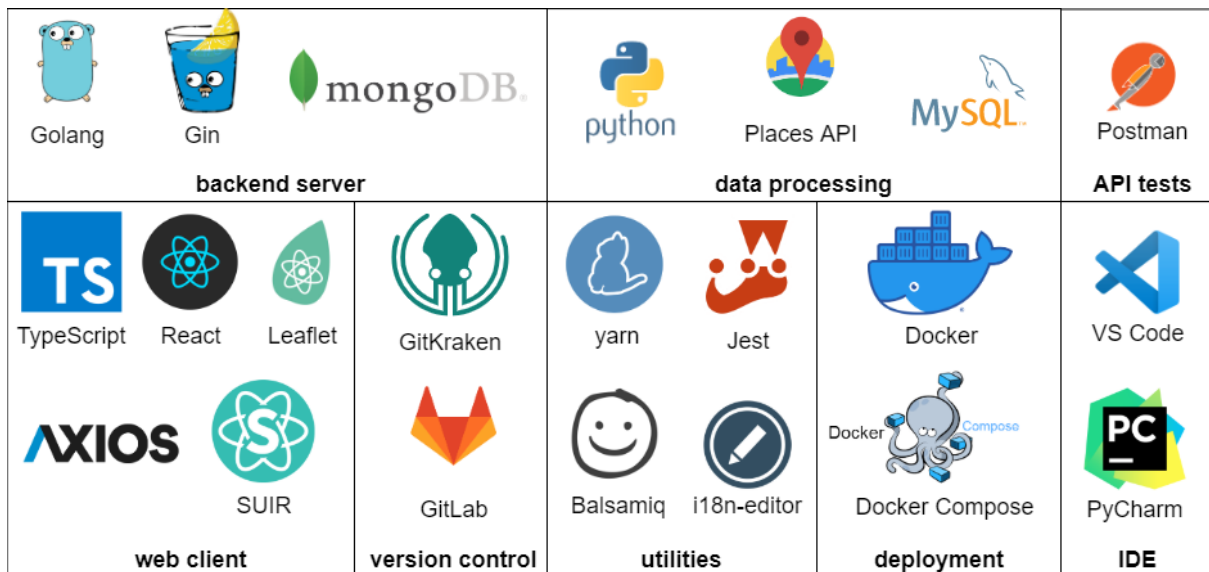 Golang
Gin
mongoDB®
backend server
python
Places API
MySQL™
data processing
Postman
API tests
TS
TypeScript
React
Leaflet
AXIOS
S
SUIR
web client
GitKraken
GitLab
version control
yarn
Jest
Balsamiq
i18n-editor
utilities
Docker
Docker Compose
Docker Compose
deployment
VS Code
PC
PyCharm
IDE